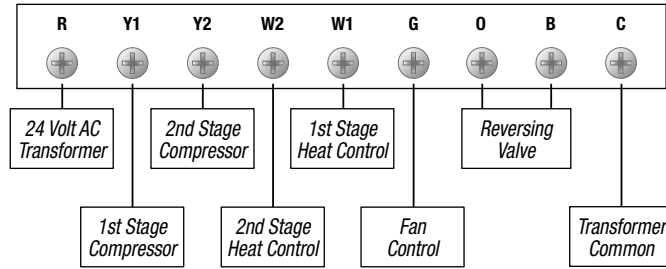 R Y1 Y2 W2 W1 G O B C
24 Volt AC
Transformer
2nd Stage
Compressor
1st Stage
Heat Control
Reversing
Valve
1st Stage
Compressor
2nd Stage
Heat Control
Fan
Control
Transformer
Common